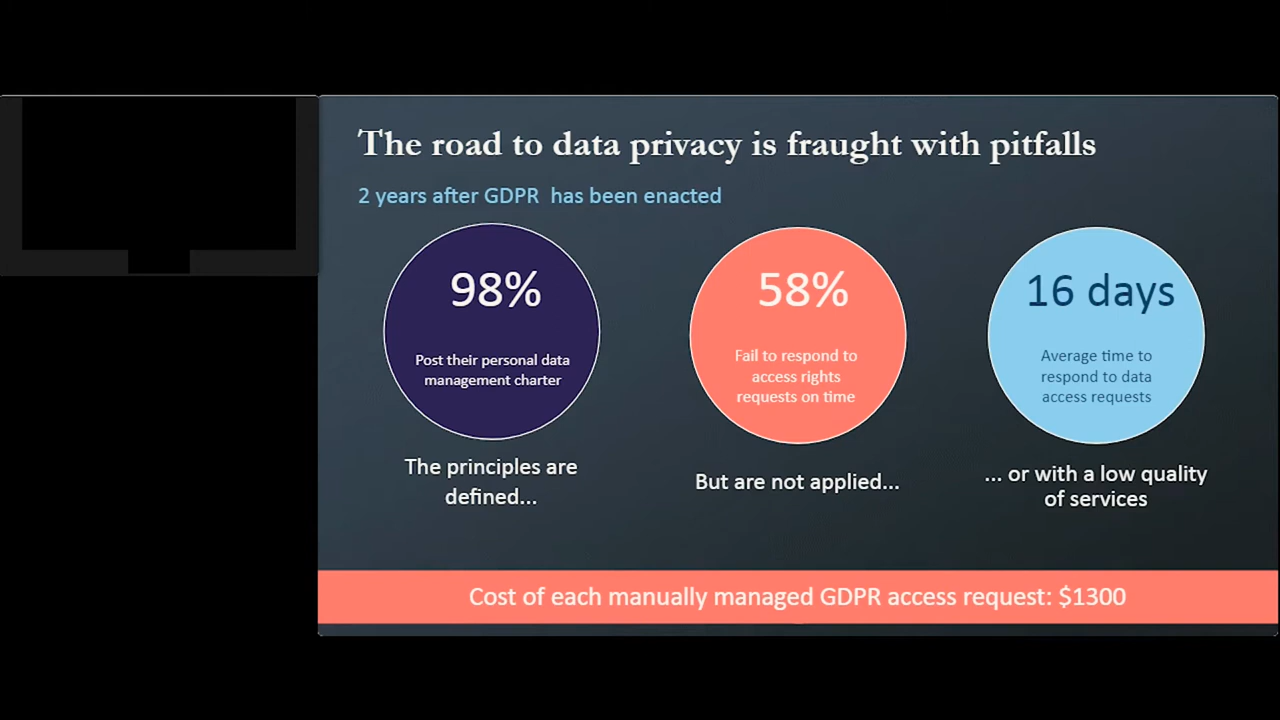 The road to data privacy is fraught with pitfalls
2 years after GDPR has been enacted
98%
Post their personal data
management charter
The principles are
defined...
58%
Fail to respond to
access rights
requests on time
But are not applied...
16 days
Average time to
respond to data
access requests
... or with a low quality
of services
Cost of each manually managed GDPR access request: $1300